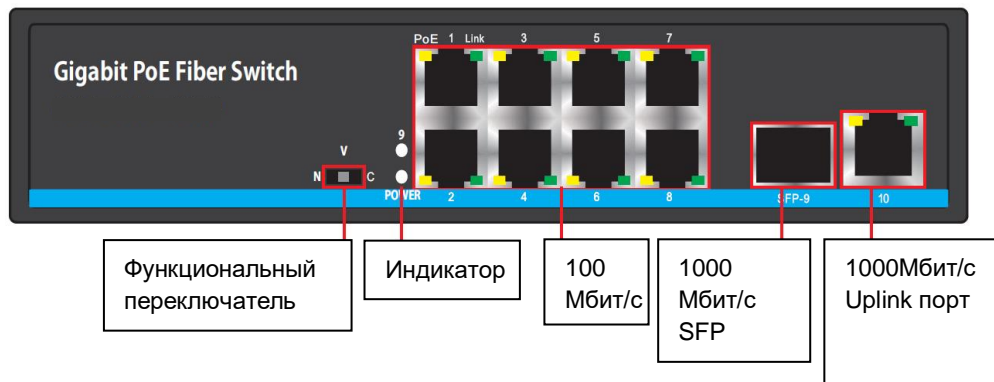 PoE 1 Link 3 5 7
Gigabit PoE Fiber Switch
9
V
N C
POWER 2 4 6 8 SFP-9 10
Функциональный
переключатель
Индикатор
100
Мбит/с
1000
Мбит/с
SFP
1000Мбит/с
Uplink порт